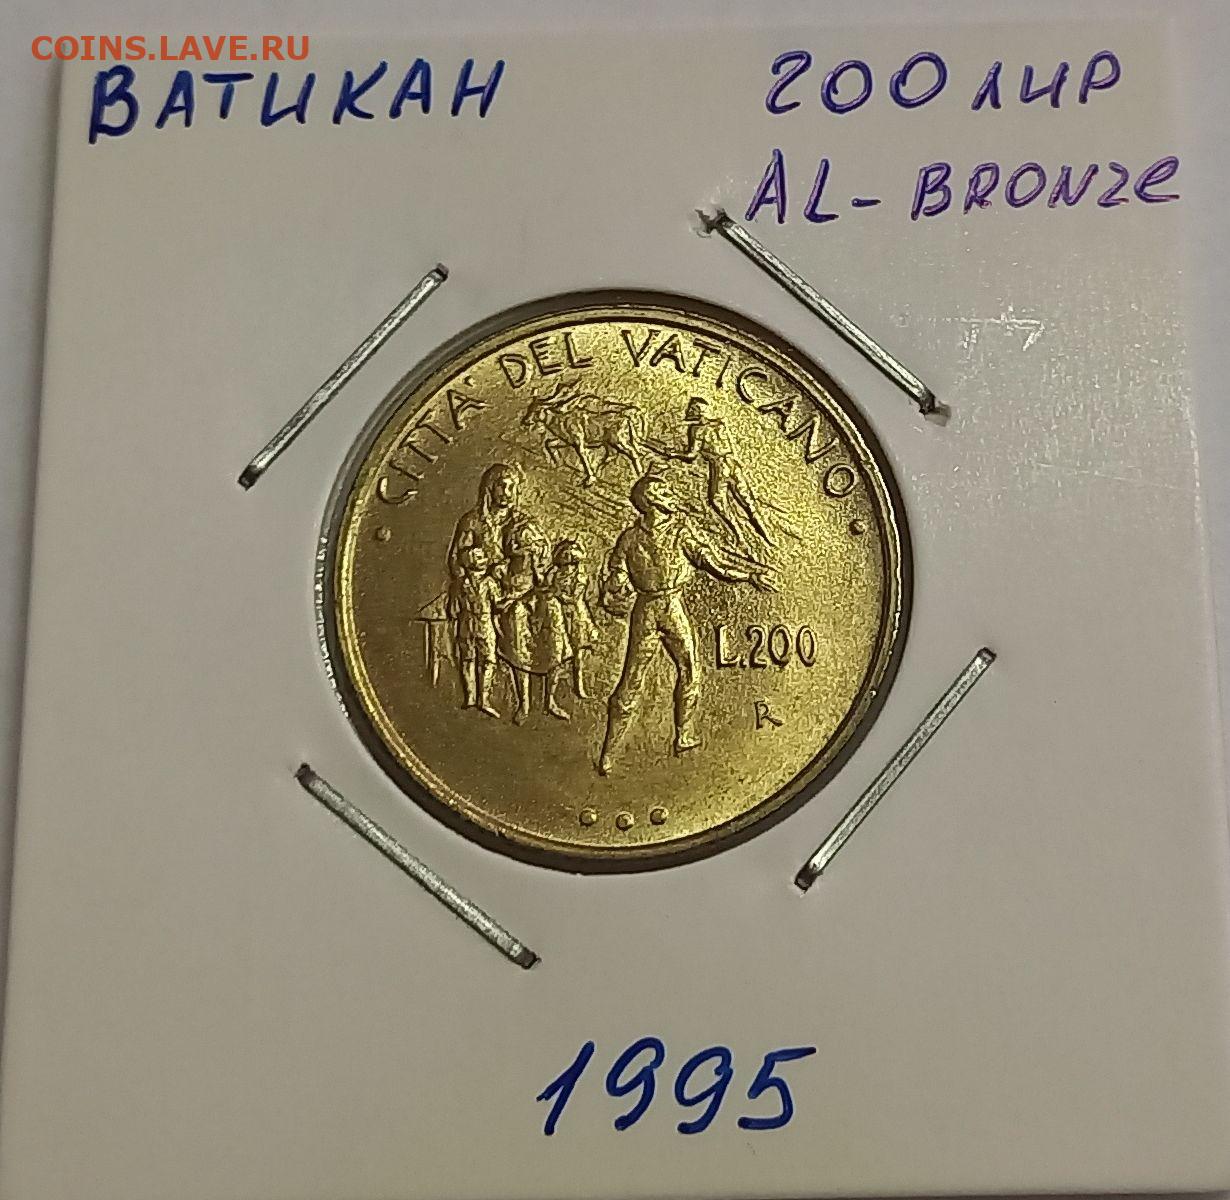 COINS.LAVE.RU
ВАТИКАН 200 ЛИР
AL-BRONZE
· CITTA' DEL VATICANO ·
L.200
R
1995